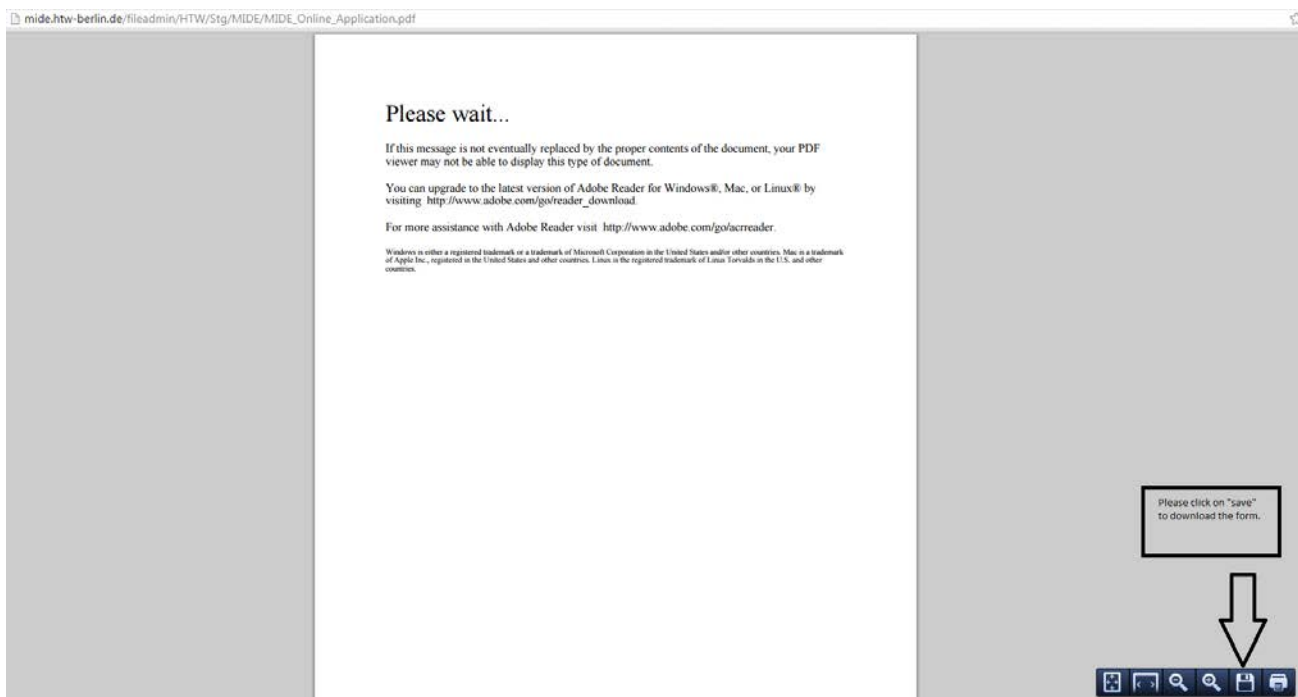 mide.htw-berlin.de/fileadmin/HTW/Stg/MIDE/MIDE_Online_Application.pdf
Please wait...
If this message is not eventually replaced by the proper contents of the document, your PDF
viewer may not be able to display this type of document.
You can upgrade to the latest version of Adobe Reader for Windows®, Mac, or Linux® by
visiting http://www.adobe.com/go/reader_download.
For more assistance with Adobe Reader visit http://www.adobe.com/go/acrreader.
Windows is either a registered trademark or a trademark of Microsoft Corporation in the United States and/or other countries. Mac is a trademark
of Apple Inc., registered in the United States and other countries. Linux is the registered trademark of Linus Torvalds in the U.S. and other
countries.
Please click on "save"
to download the form.